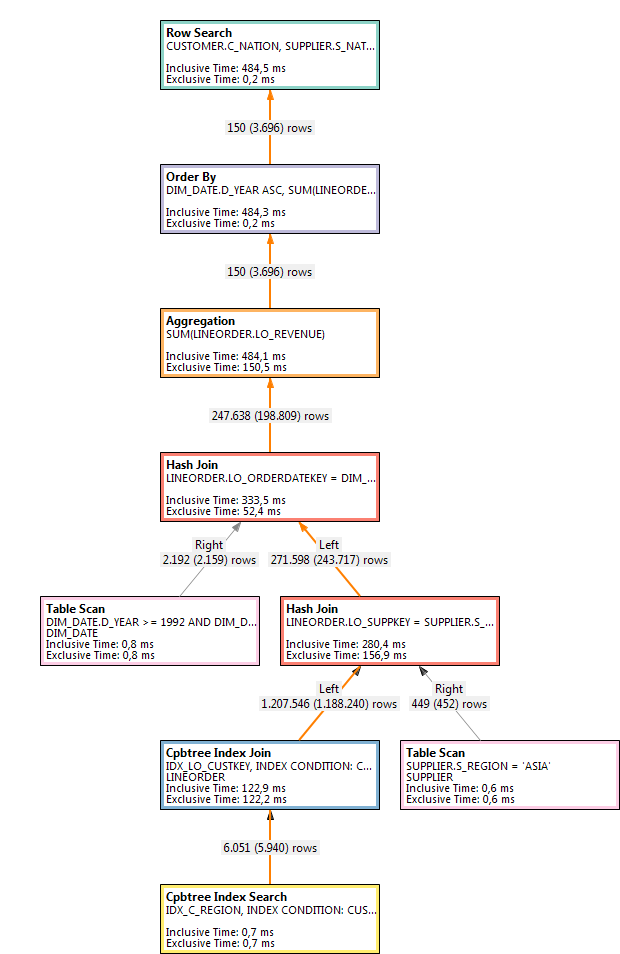 Row Search
CUSTOMER.C_NATION, SUPPLIER.S_NAT...
Inclusive Time: 484,5 ms
Exclusive Time: 0,2 ms
150 (3.696) rows
Order By
DIM_DATE.D_YEAR ASC, SUM(LINEORDE...
Inclusive Time: 484,3 ms
Exclusive Time: 0,2 ms
150 (3.696) rows
Aggregation
SUM(LINEORDER.LO_REVENUE)
Inclusive Time: 484,1 ms
Exclusive Time: 150,5 ms
247.638 (198.809) rows
Hash Join
LINEORDER.LO_ORDERDATEKEY = DIM_...
Inclusive Time: 333,5 ms
Exclusive Time: 52,4 ms
Right
2.192 (2.159) rows
Left
271.598 (243.717) rows
Table Scan
DIM_DATE.D_YEAR >= 1992 AND DIM_D...
DIM_DATE
Inclusive Time: 0,8 ms
Exclusive Time: 0,8 ms
Hash Join
LINEORDER.LO_SUPPKEY = SUPPLIER.S_...
Inclusive Time: 280,4 ms
Exclusive Time: 156,9 ms
Left
1.207.546 (1.188.240) rows
Right
449 (452) rows
Cpbtree Index Join
IDX_LO_CUSTKEY, INDEX CONDITION: C...
LINEORDER
Inclusive Time: 122,9 ms
Exclusive Time: 122,2 ms
Table Scan
SUPPLIER.S_REGION = 'ASIA'
SUPPLIER
Inclusive Time: 0,6 ms
Exclusive Time: 0,6 ms
6.051 (5.940) rows
Cpbtree Index Search
IDX_C_REGION, INDEX CONDITION: CUS...
Inclusive Time: 0,7 ms
Exclusive Time: 0,7 ms